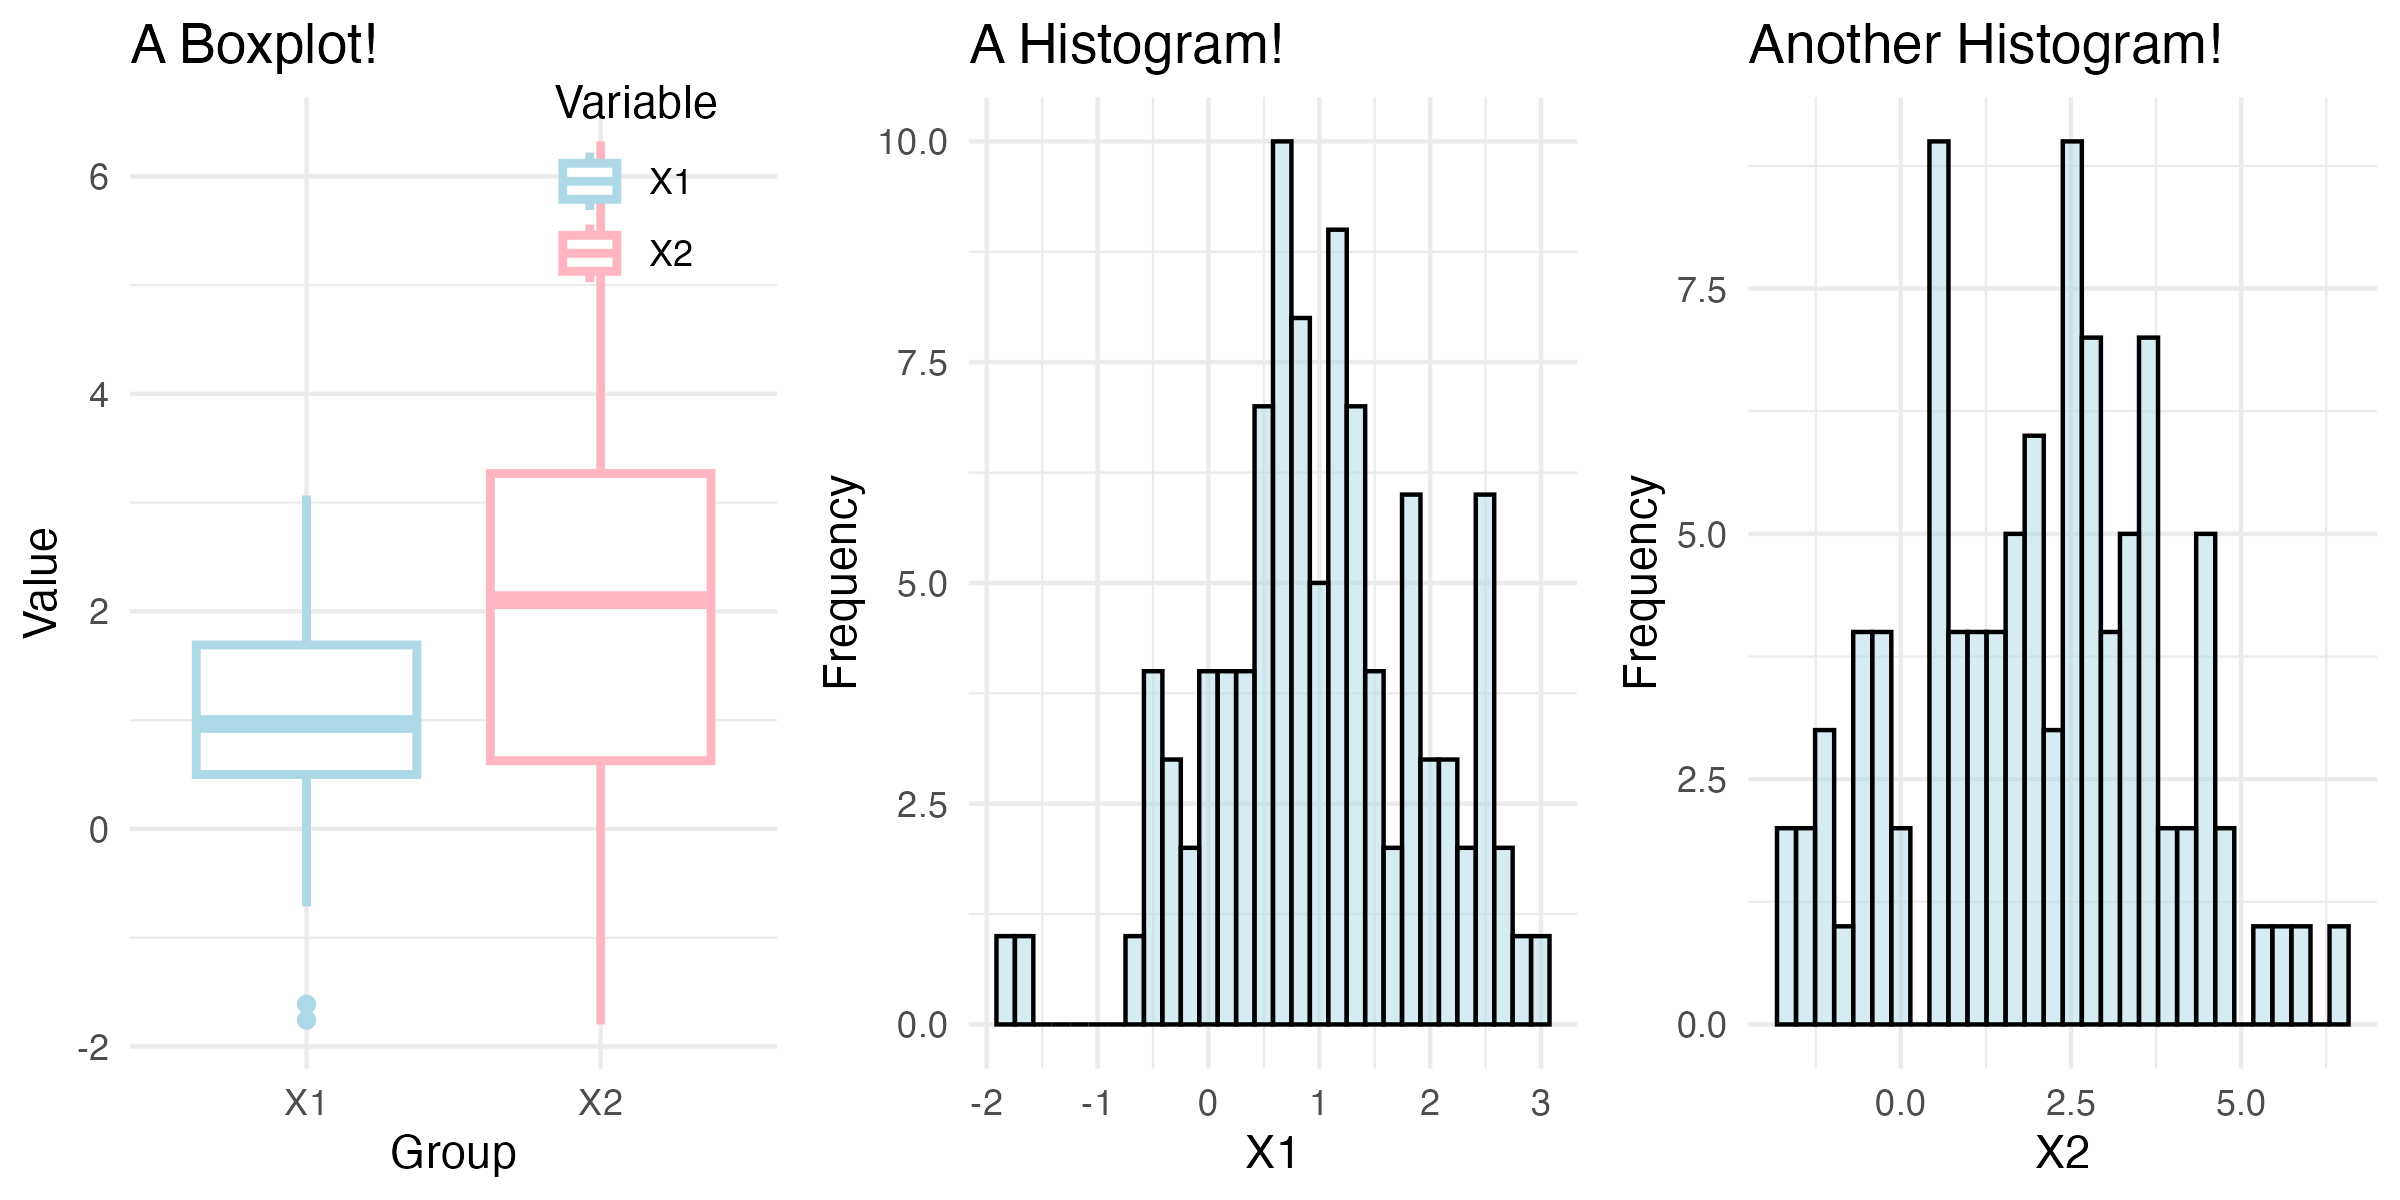 A Boxplot!
Variable
X1
X2
6
4
2
0
-2
Value
X1 X2
Group
A Histogram!
10.0
7.5
5.0
2.5
0.0
Frequency
-2 -1 0 1 2 3
X1
Another Histogram!
7.5
5.0
2.5
0.0
Frequency
0.0 2.5 5.0
X2